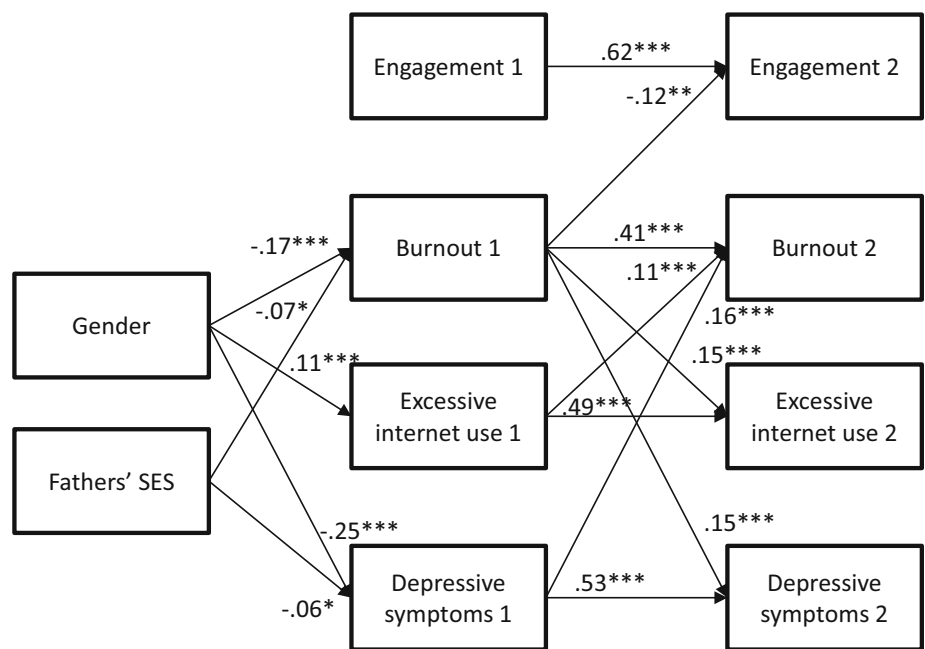 Engagement 1
.62***
Engagement 2
-.12**
-.17***
Burnout 1
.41***
Burnout 2
.11***
Gender
-.07*
.16***
.11***
.15***
Excessive
internet use 1
.49***
Excessive
internet use 2
Fathers’ SES
-.25***
.15***
-.06*
Depressive
symptoms 1
.53***
Depressive
symptoms 2